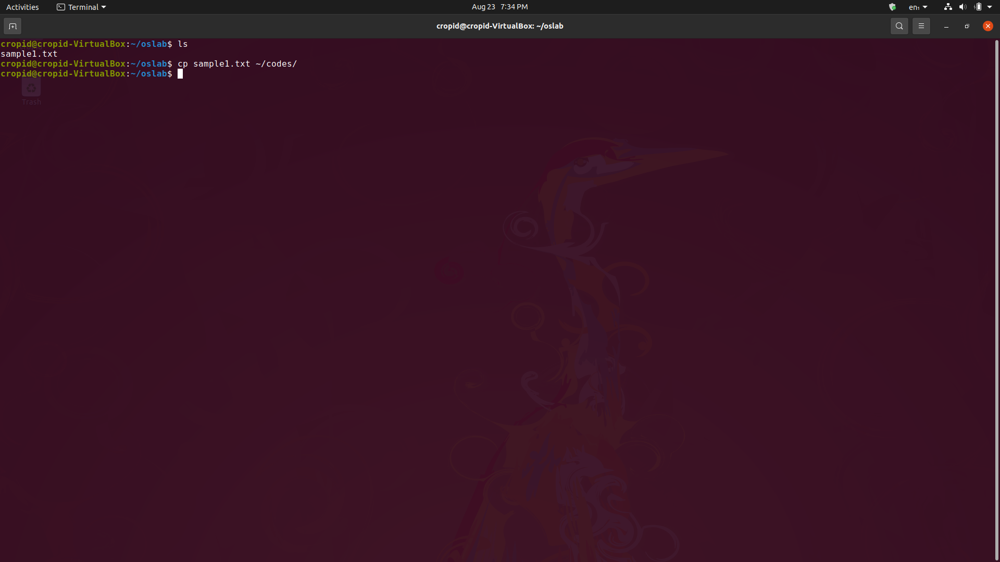 Activities Terminal Aug 23 7:34 PM en₁
cropid@cropid-VirtualBox: ~/oslab
cropid@cropid-VirtualBox:~/oslab$ ls
sample1.txt
cropid@cropid-VirtualBox:~/oslab$ cp sample1.txt ~/codes/
cropid@cropid-VirtualBox:~/oslab$
Trash